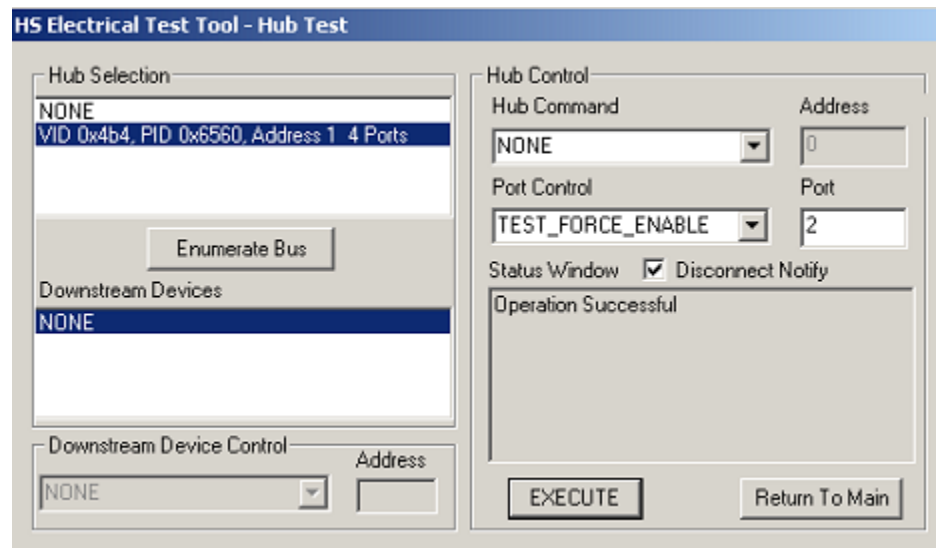 HS Electrical Test Tool - Hub Test
Hub Selection
NONE
VID 0x4b4, PID 0x6560, Address 1 4 Ports
Enumerate Bus
Downstream Devices
NONE
Downstream Device Control
Address
NONE
Hub Control
Hub Command Address
NONE 0
Port Control Port
TEST_FORCE_ENABLE 2
Status Window Disconnect Notify
Operation Successful
EXECUTE Return To Main